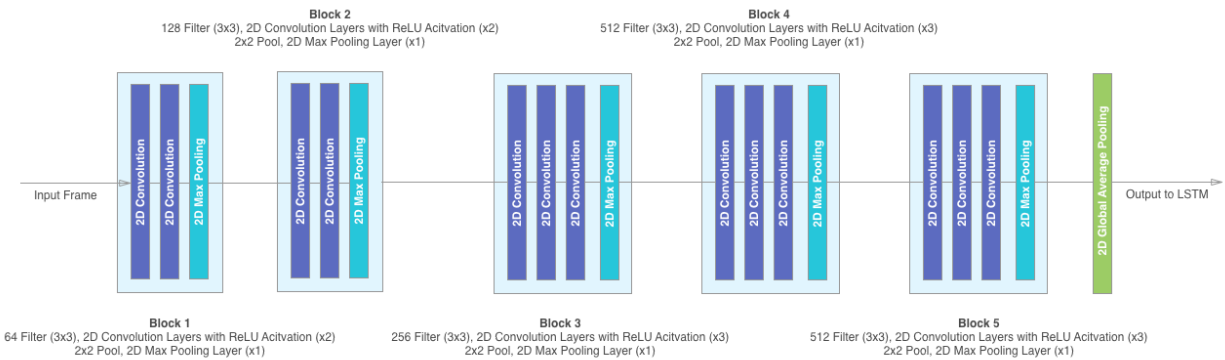 Block 2
128 Filter (3x3), 2D Convolution Layers with ReLU Acitvation (x2)
2x2 Pool, 2D Max Pooling Layer (x1)
Block 4
512 Filter (3x3), 2D Convolution Layers with ReLU Acitvation (x3)
2x2 Pool, 2D Max Pooling Layer (x1)
Input Frame
2D Convolution
2D Convolution
2D Max Pooling
2D Convolution
2D Convolution
2D Max Pooling
2D Convolution
2D Convolution
2D Convolution
2D Max Pooling
2D Convolution
2D Convolution
2D Convolution
2D Max Pooling
2D Convolution
2D Convolution
2D Convolution
2D Max Pooling
2D Global Average Pooling
Output to LSTM
Block 1
64 Filter (3x3), 2D Convolution Layers with ReLU Acitvation (x2)
2x2 Pool, 2D Max Pooling Layer (x1)
Block 3
256 Filter (3x3), 2D Convolution Layers with ReLU Acitvation (x3)
2x2 Pool, 2D Max Pooling Layer (x1)
Block 5
512 Filter (3x3), 2D Convolution Layers with ReLU Acitvation (x3)
2x2 Pool, 2D Max Pooling Layer (x1)